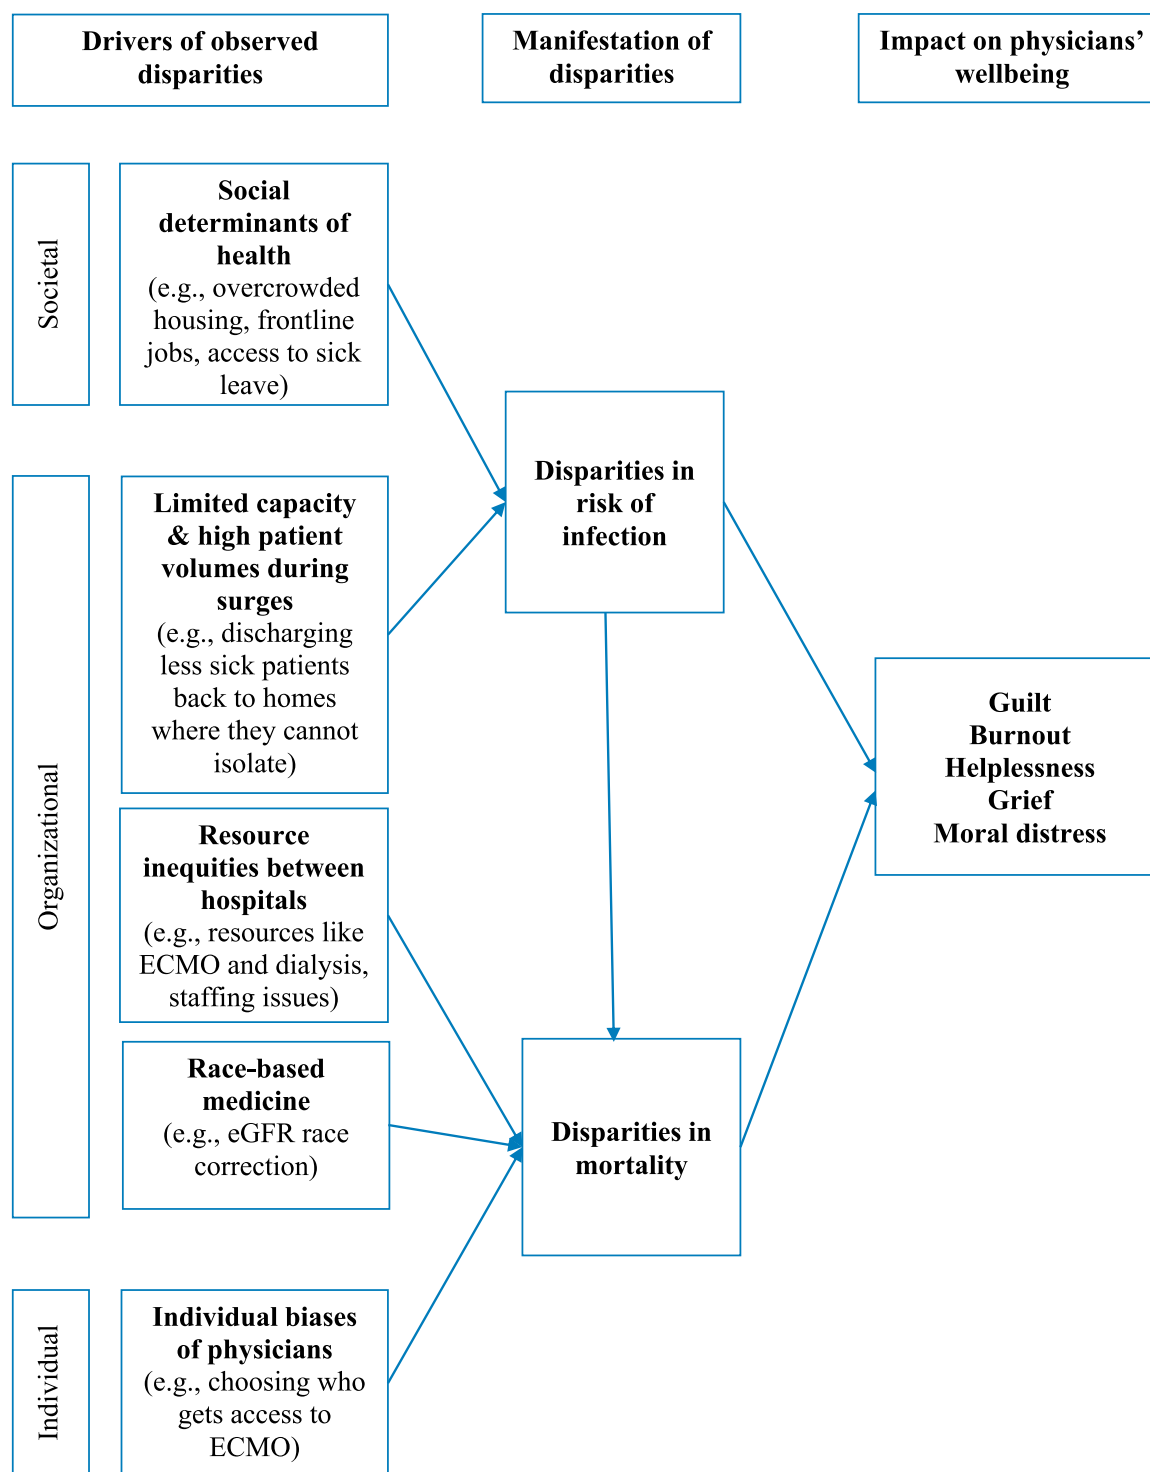 Drivers of observed
disparities
Manifestation of
disparities
Impact on physicians’
wellbeing
Societal
Social
determinants of
health
(e.g., overcrowded
housing, frontline
jobs, access to sick
leave)
Organizational
Limited capacity
& high patient
volumes during
surges
(e.g., discharging
less sick patients
back to homes
where they cannot
isolate)
Resource
inequities between
hospitals
(e.g., resources like
ECMO and dialysis,
staffing issues)
Race-based
medicine
(e.g., eGFR race
correction)
Individual
Individual biases
of physicians
(e.g., choosing who
gets access to
ECMO)
Disparities in
risk of
infection
Disparities in
mortality
Guilt
Burnout
Helplessness
Grief
Moral distress